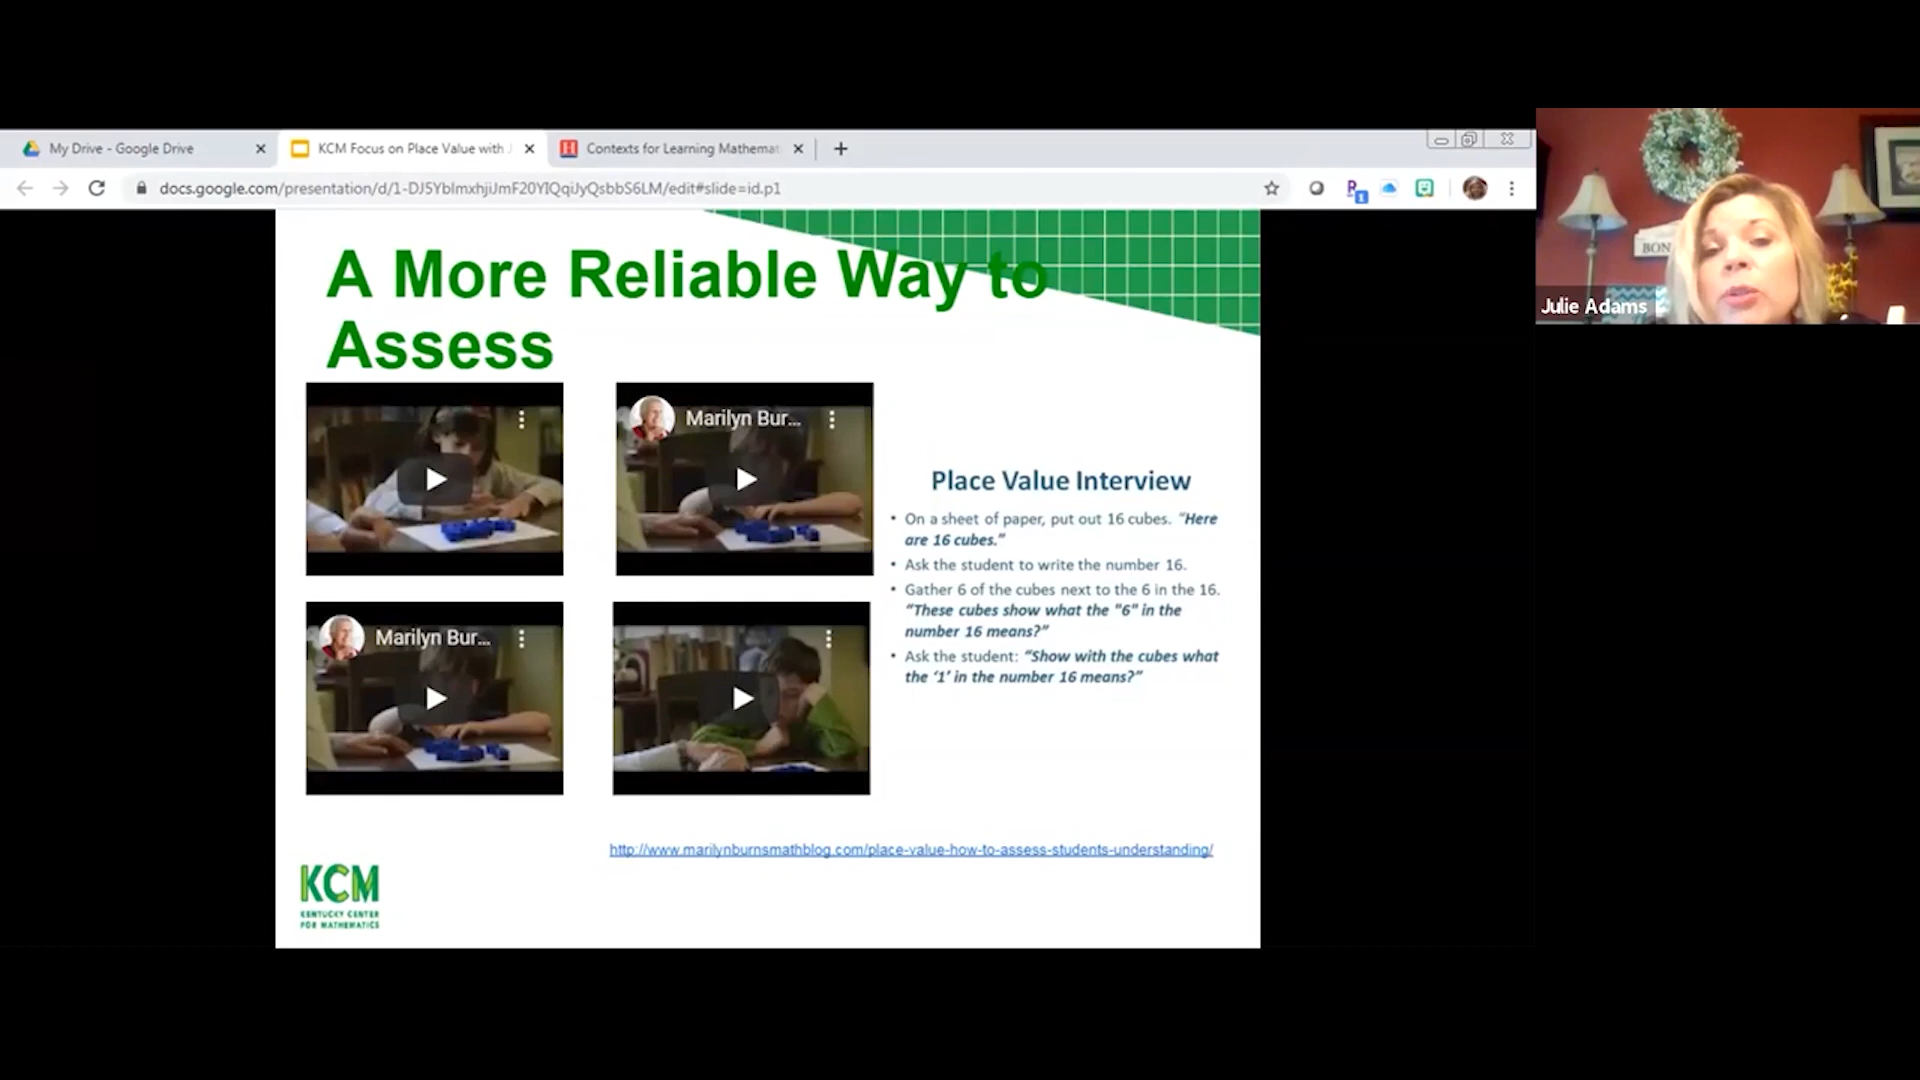 My Drive - Google Drive
KCM Focus on Place Value with J
Contexts for Learning Mathemat
docs.google.com/presentation/d/1-DJ5YblmxhjiJmF20YIQqiJyQsbbS6LM/edit#slide=id.p1
A More Reliable Way to
Assess
Marilyn Bur...
Marilyn Bur...
Place Value Interview
• On a sheet of paper, put out 16 cubes. "Here
are 16 cubes."
• Ask the student to write the number 16.
• Gather 6 of the cubes next to the 6 in the 16.
"These cubes show what the "6" in the
number 16 means?"
• Ask the student: "Show with the cubes what
the '1' in the number 16 means?"
http://www.marilynburnsmathblog.com/place-value-how-to-assess-students-understanding/
KCM
KENTUCKY CENTER
FOR MATHEMATICS
BON
Julie Adams